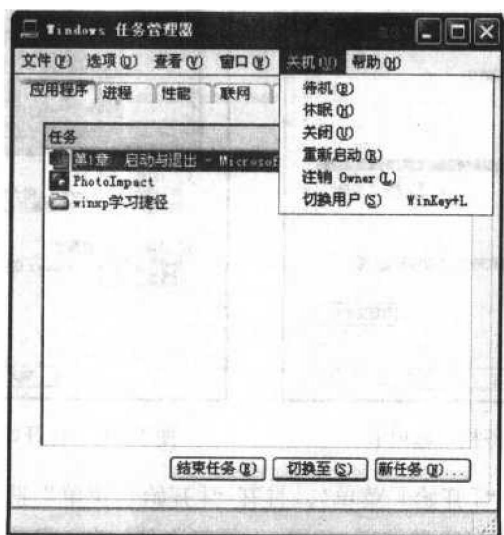 Windows 任务管理器
文件(F) 选项(O) 查看(V) 窗口(W) 关机(U) 帮助(H)
应用程序 进程 性能 联网
待机(B)
休眠(H)
关闭(U)
重新启动(R)
注销 Owner(L)
切换用户(S) WinKey+L
任务
第1章 启动与退出 - Microsof
PhotoImpact
winxp学习捷径
结束任务(E) 切换至(S) 新任务(N)...